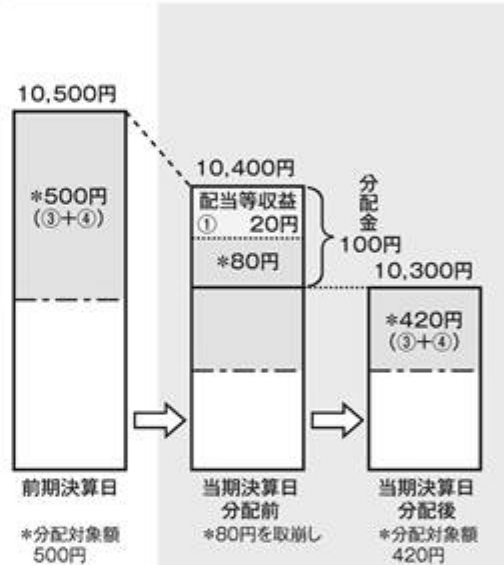 10,500円
*500円
(③+④)
前期決算日
*分配対象額
500円
10,400円
配当等収益
① 20円
*80円
分配金
100円
当期決算日
分配前
*80円を取崩し
10,300円
*420円
(③+④)
当期決算日
分配後
*分配対象額
420円